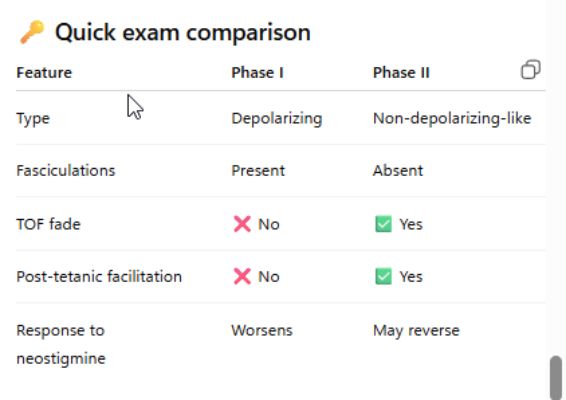 🔑 Quick exam comparison
Feature Phase I Phase II
Type Depolarizing Non-depolarizing-like
Fasciculations Present Absent
TOF fade ❌ No ✅ Yes
Post-tetanic facilitation ❌ No ✅ Yes
Response to neostigmine Worsens May reverse